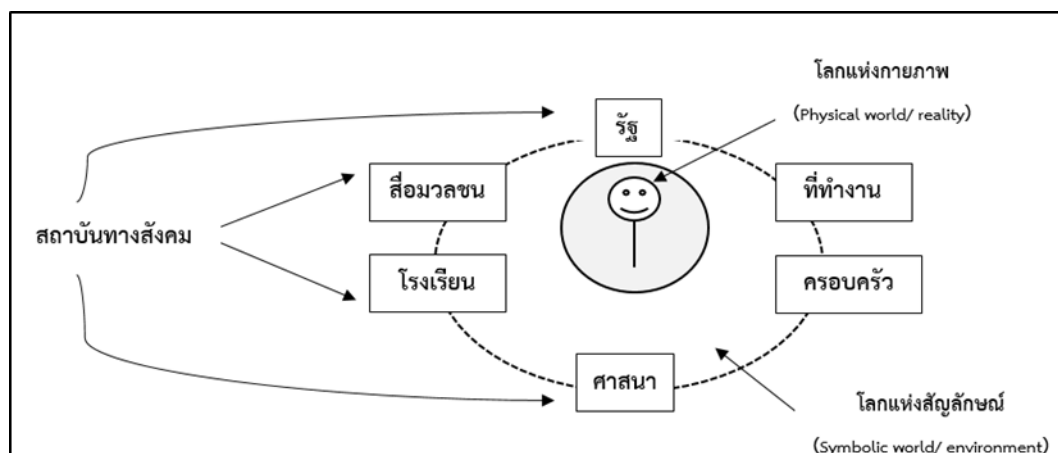 โลกแห่งกายภาพ
(Physical world/ reality)
รัฐ
สื่อมวลชน
ที่ทำงาน
สถาบันทางสังคม
โรงเรียน
ครอบครัว
ศาสนา
โลกแห่งสัญลักษณ์
(Symbolic world/ environment)